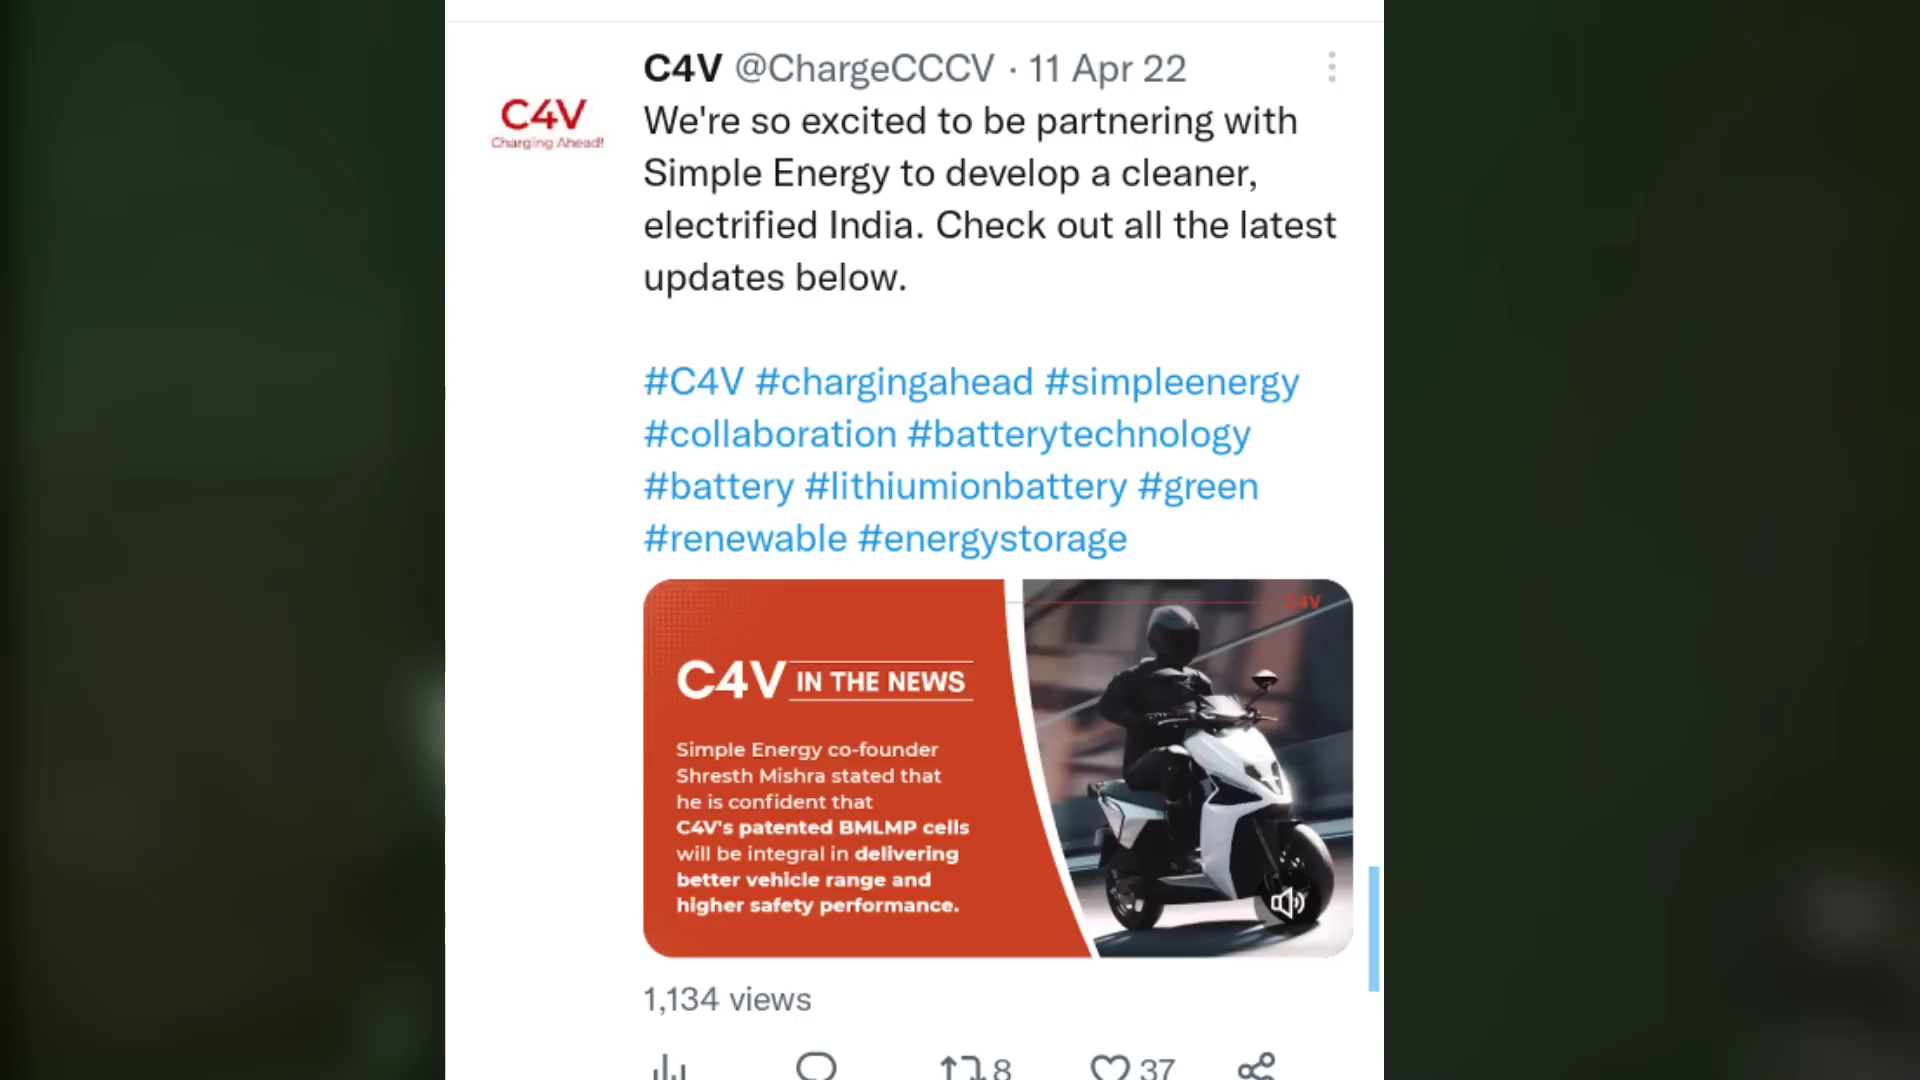 C4V @ChargeCCCV · 11 Apr 22
C4V
Charging Ahead!
We're so excited to be partnering with
Simple Energy to develop a cleaner,
electrified India. Check out all the latest
updates below.
#C4V #chargingahead #simpleenergy
#collaboration #batterytechnology
#battery #lithiumionbattery #green
#renewable #energystorage
C4V
C4V IN THE NEWS
Simple Energy co-founder
Shresth Mishra stated that
he is confident that
C4V's patented BMLMP cells
will be integral in delivering
better vehicle range and
higher safety performance.
1,134 views
8
37